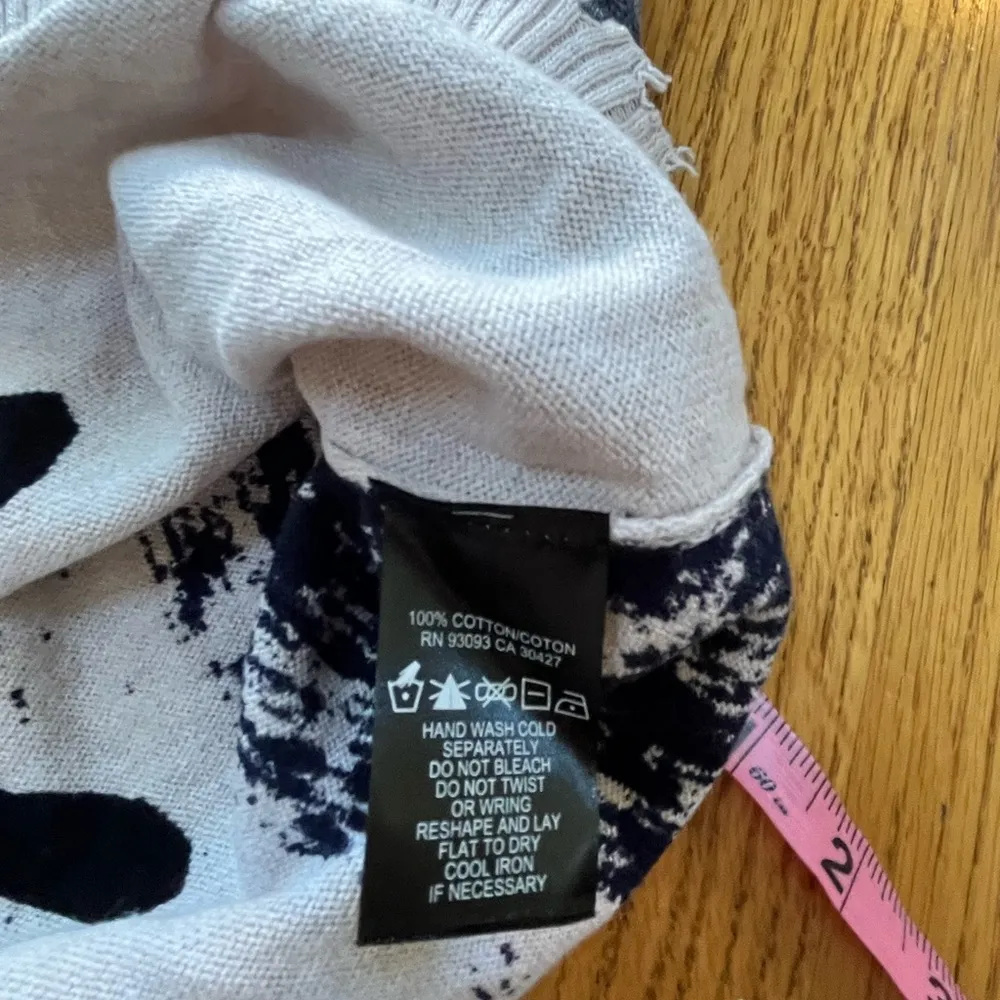 100% COTTON/COTON
RN 93093 CA 30427
HAND WASH COLD
SEPARATELY
DO NOT BLEACH
DO NOT TWIST
OR WRING
RESHAPE AND LAY
FLAT TO DRY
COOL IRON
IF NECESSARY
60
2